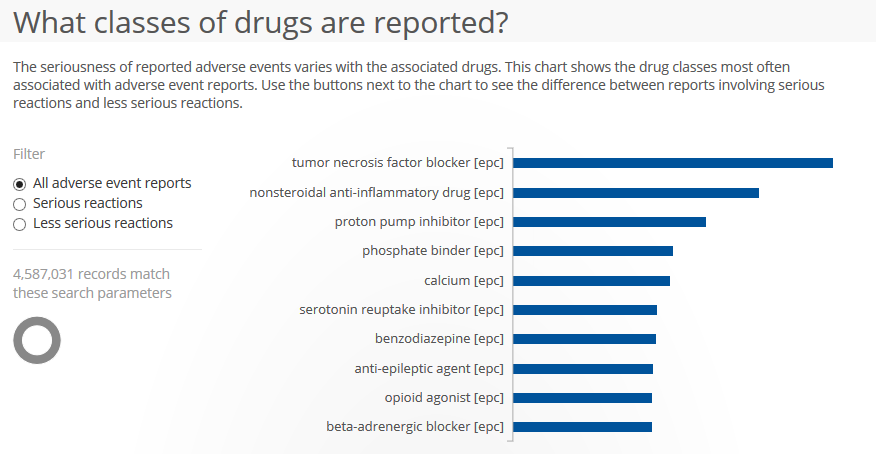 What classes of drugs are reported?
The seriousness of reported adverse events varies with the associated drugs. This chart shows the drug classes most often
associated with adverse event reports. Use the buttons next to the chart to see the difference between reports involving serious
reactions and less serious reactions.
Filter
All adverse event reports
Serious reactions
Less serious reactions
4,587,031 records match
these search parameters
tumor necrosis factor blocker [epc]
nonsteroidal anti-inflammatory drug [epc]
proton pump inhibitor [epc]
phosphate binder [epc]
calcium [epc]
serotonin reuptake inhibitor [epc]
benzodiazepine [epc]
anti-epileptic agent [epc]
opioid agonist [epc]
beta-adrenergic blocker [epc]